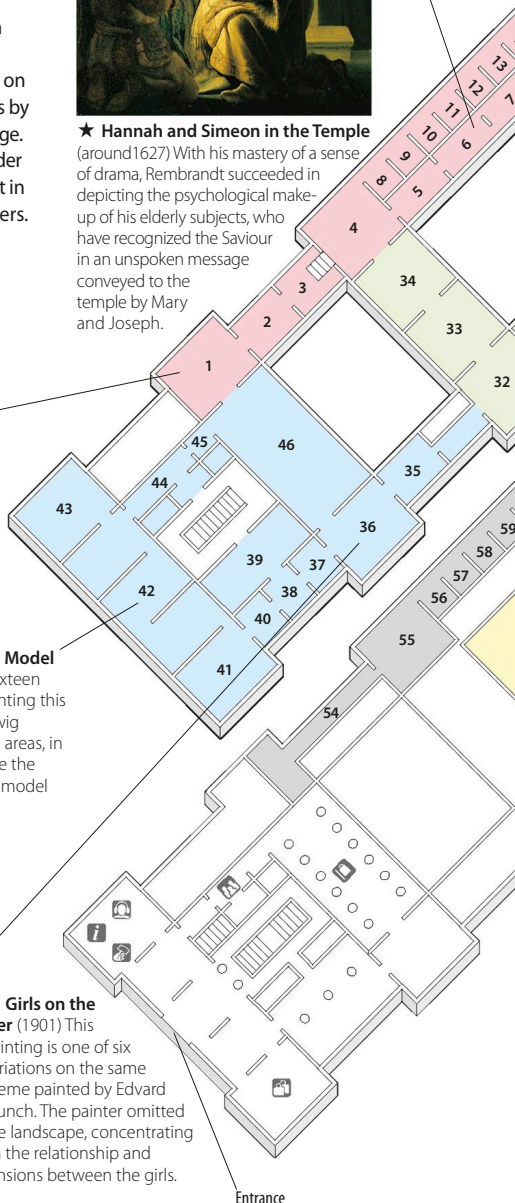 on
s by
ge.
der
t in
ers.
★ Hannah and Simeon in the Temple
(around1627) With his mastery of a sense
of drama, Rembrandt succeeded in
depicting the psychological make-
up of his elderly subjects, who
have recognized the Saviour
in an unspoken message
conveyed to the
temple by Mary
and Joseph.
13
12
7
11
10
6
9
8
5
4
34
3
33
2
32
1
45
46
44
35
43
36
59
39
37
58
42
38
57
40
56
41
55
54
Model
xteen
nting this
wig
areas, in
e the
model
i
Girls on the
er (1901) This
inting is one of six
riations on the same
eme painted by Edvard
unch. The painter omitted
e landscape, concentrating
n the relationship and
nsions between the girls.
Entrance